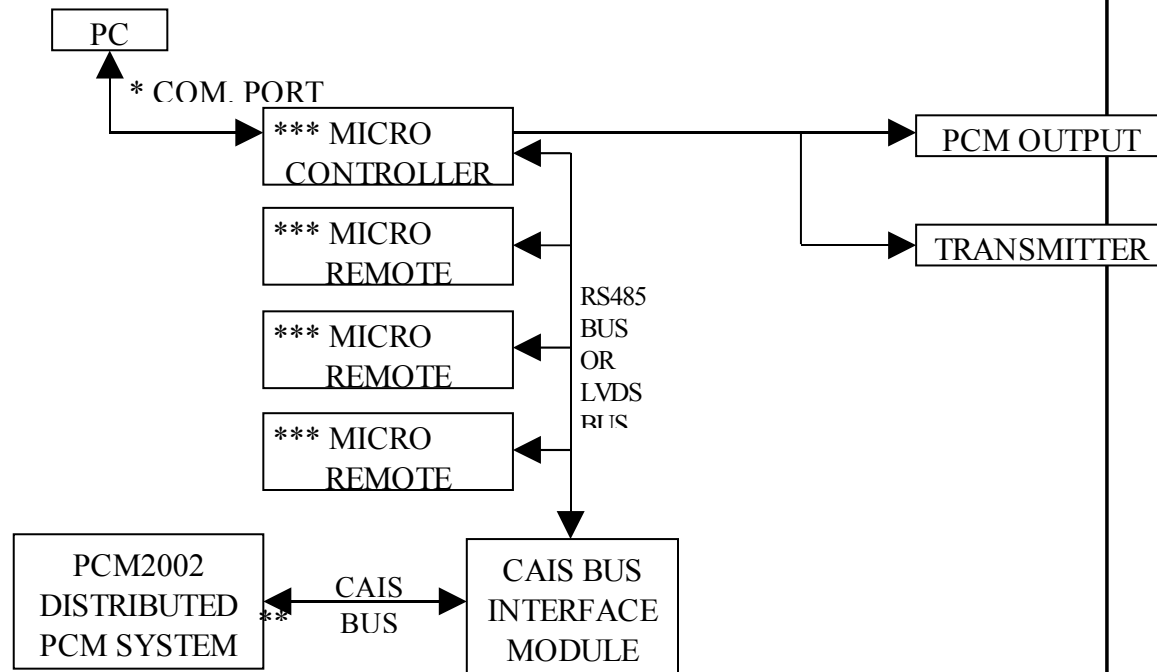 PC
* COM. PORT
*** MICRO
CONTROLLER
PCM OUTPUT
*** MICRO
REMOTE
TRANSMITTER
RS485
BUS
OR
LVDS
BUS
*** MICRO
REMOTE
*** MICRO
REMOTE
PCM2002
DISTRIBUTED
PCM SYSTEM
**
CAIS
BUS
CAIS BUS
INTERFACE
MODULE